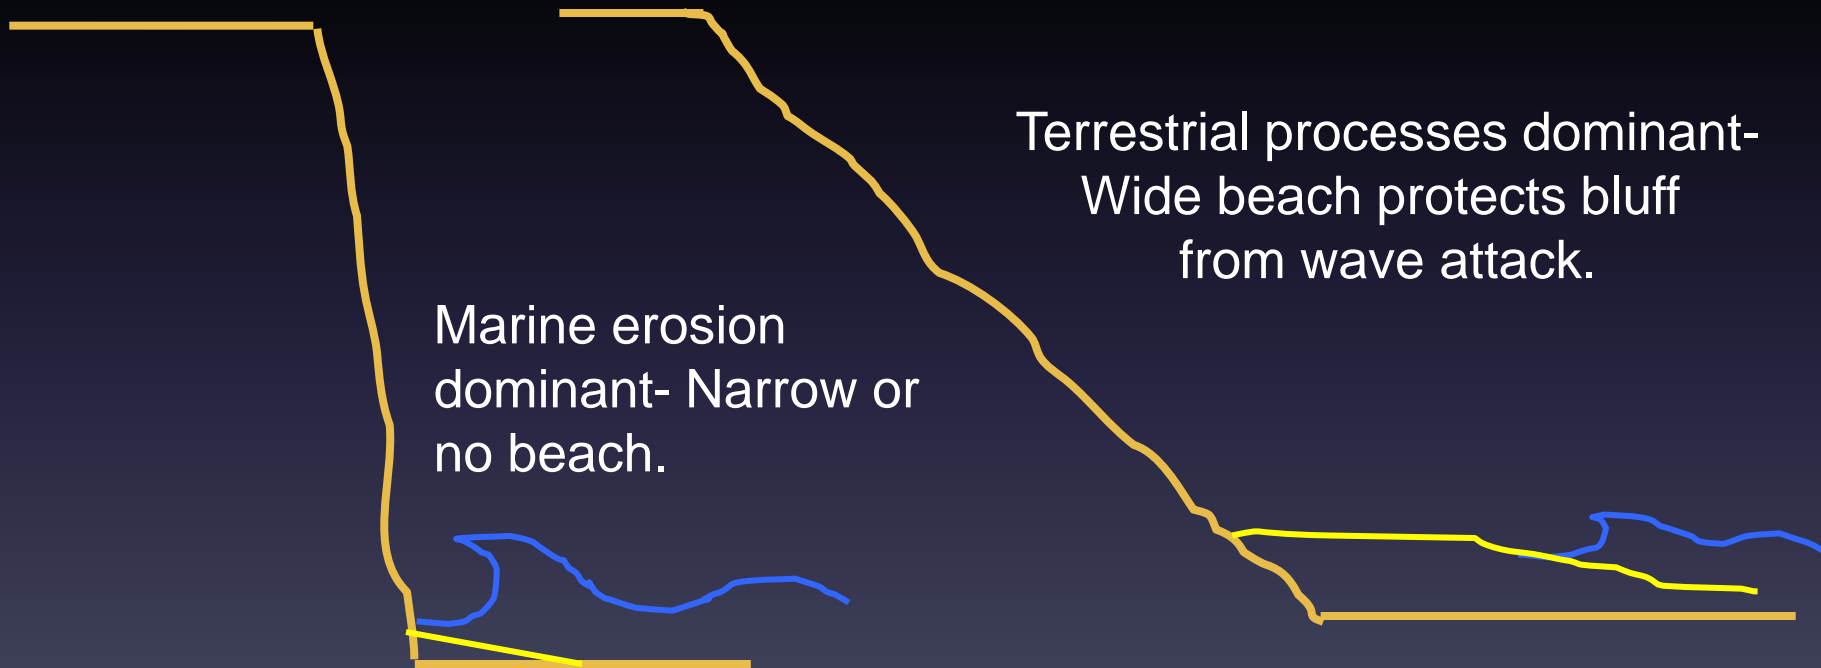 Terrestrial processes dominant-
Wide beach protects bluff
from wave attack.
Marine erosion
dominant- Narrow or
no beach.